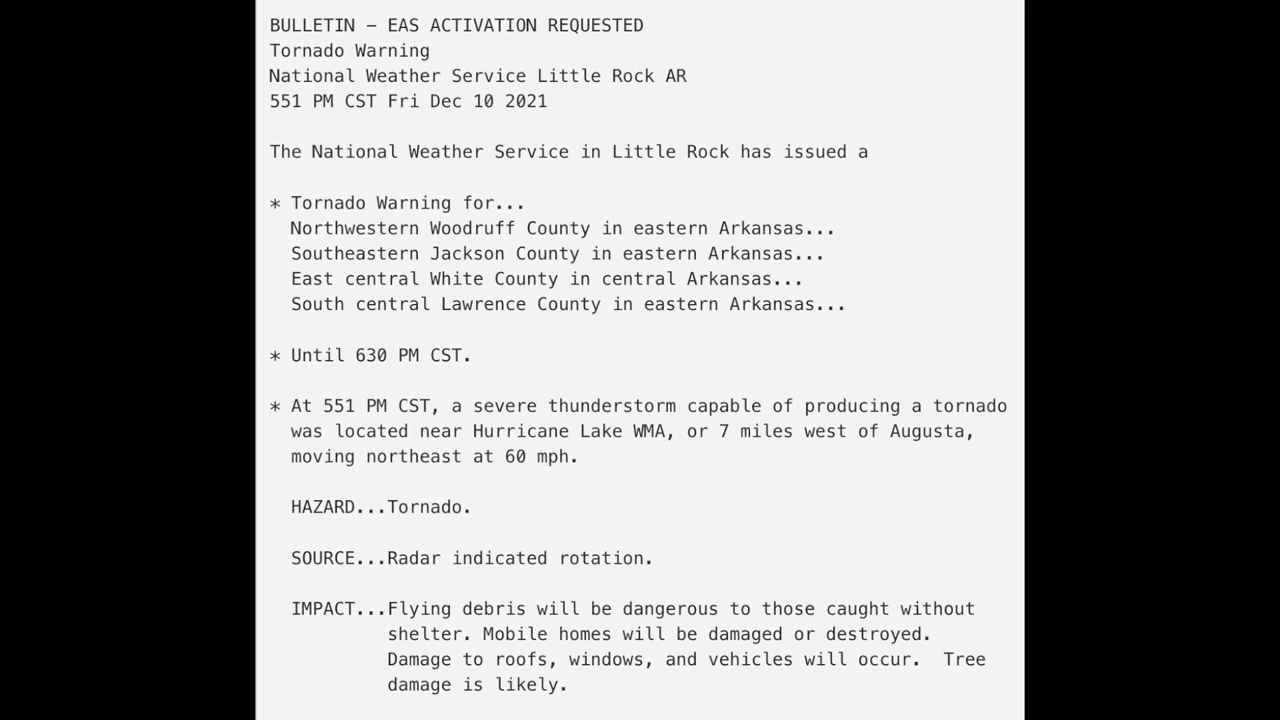 BULLETIN - EAS ACTIVATION REQUESTED
Tornado Warning
National Weather Service Little Rock AR
551 PM CST Fri Dec 10 2021
The National Weather Service in Little Rock has issued a
* Tornado Warning for...
Northwestern Woodruff County in eastern Arkansas...
Southeastern Jackson County in eastern Arkansas...
East central White County in central Arkansas...
South central Lawrence County in eastern Arkansas...
* Until 630 PM CST.
* At 551 PM CST, a severe thunderstorm capable of producing a tornado
was located near Hurricane Lake WMA, or 7 miles west of Augusta,
moving northeast at 60 mph.
HAZARD...Tornado.
SOURCE...Radar indicated rotation.
IMPACT...Flying debris will be dangerous to those caught without
shelter. Mobile homes will be damaged or destroyed.
Damage to roofs, windows, and vehicles will occur.  Tree
damage is likely.